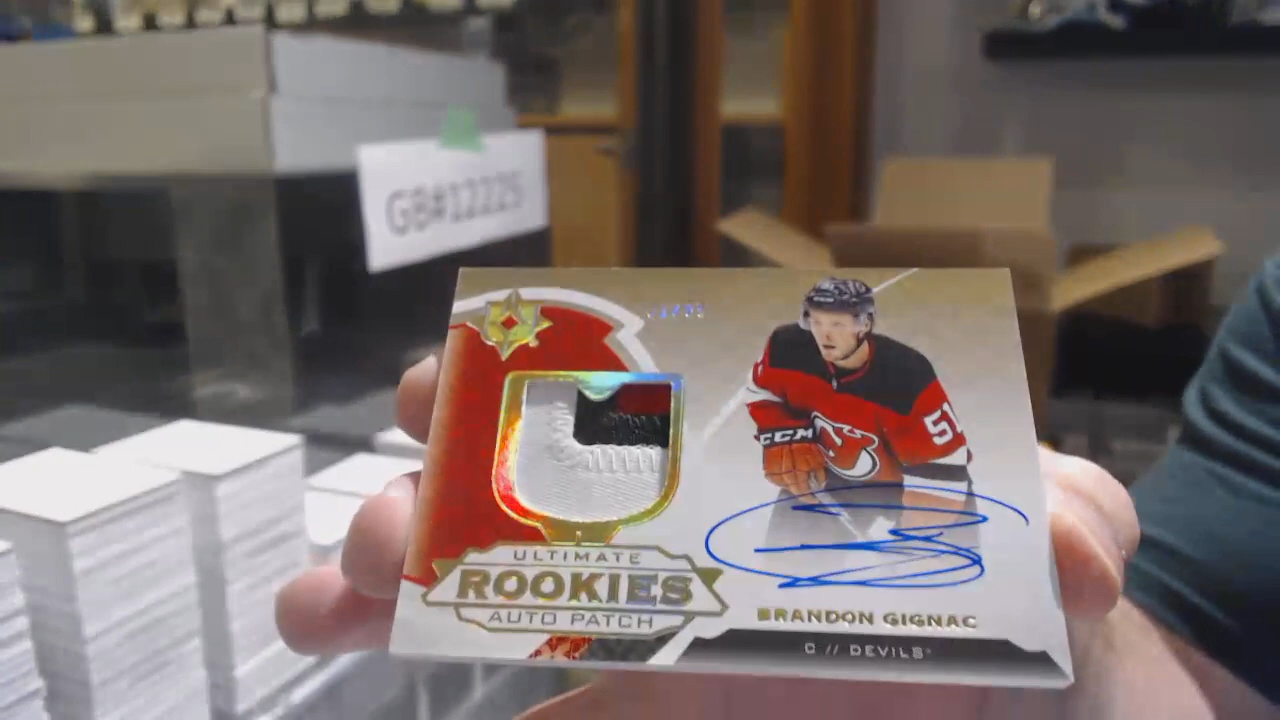 GB#12225
CCM
51
ULTIMATE
ROOKIES
AUTO PATCH
BRANDON GIGNAC
C // DEVILS